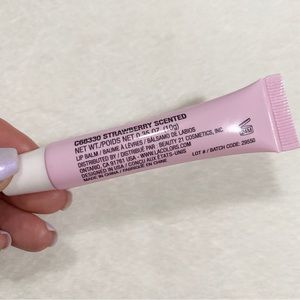 C68330 STRAWBERRY SCENTED
NET WT./POIDS NET 0.35 OZ (10g)
LIP BALM / BAUME À LÈVRES / BÁLSAMO DE LABIOS
DISTRIBUTED BY / DISTRIBUÉ PAR : BEAUTY 21 COSMETICS, INC
ONTARIO, CA 91761 USA • WWW.LACOLORS.COM
DESIGNED IN USA / CONÇU AUX ÉTATS-UNIS
MADE IN CHINA / FABRIQUÉ EN CHINE
LOT # / BATCH CODE: 29550